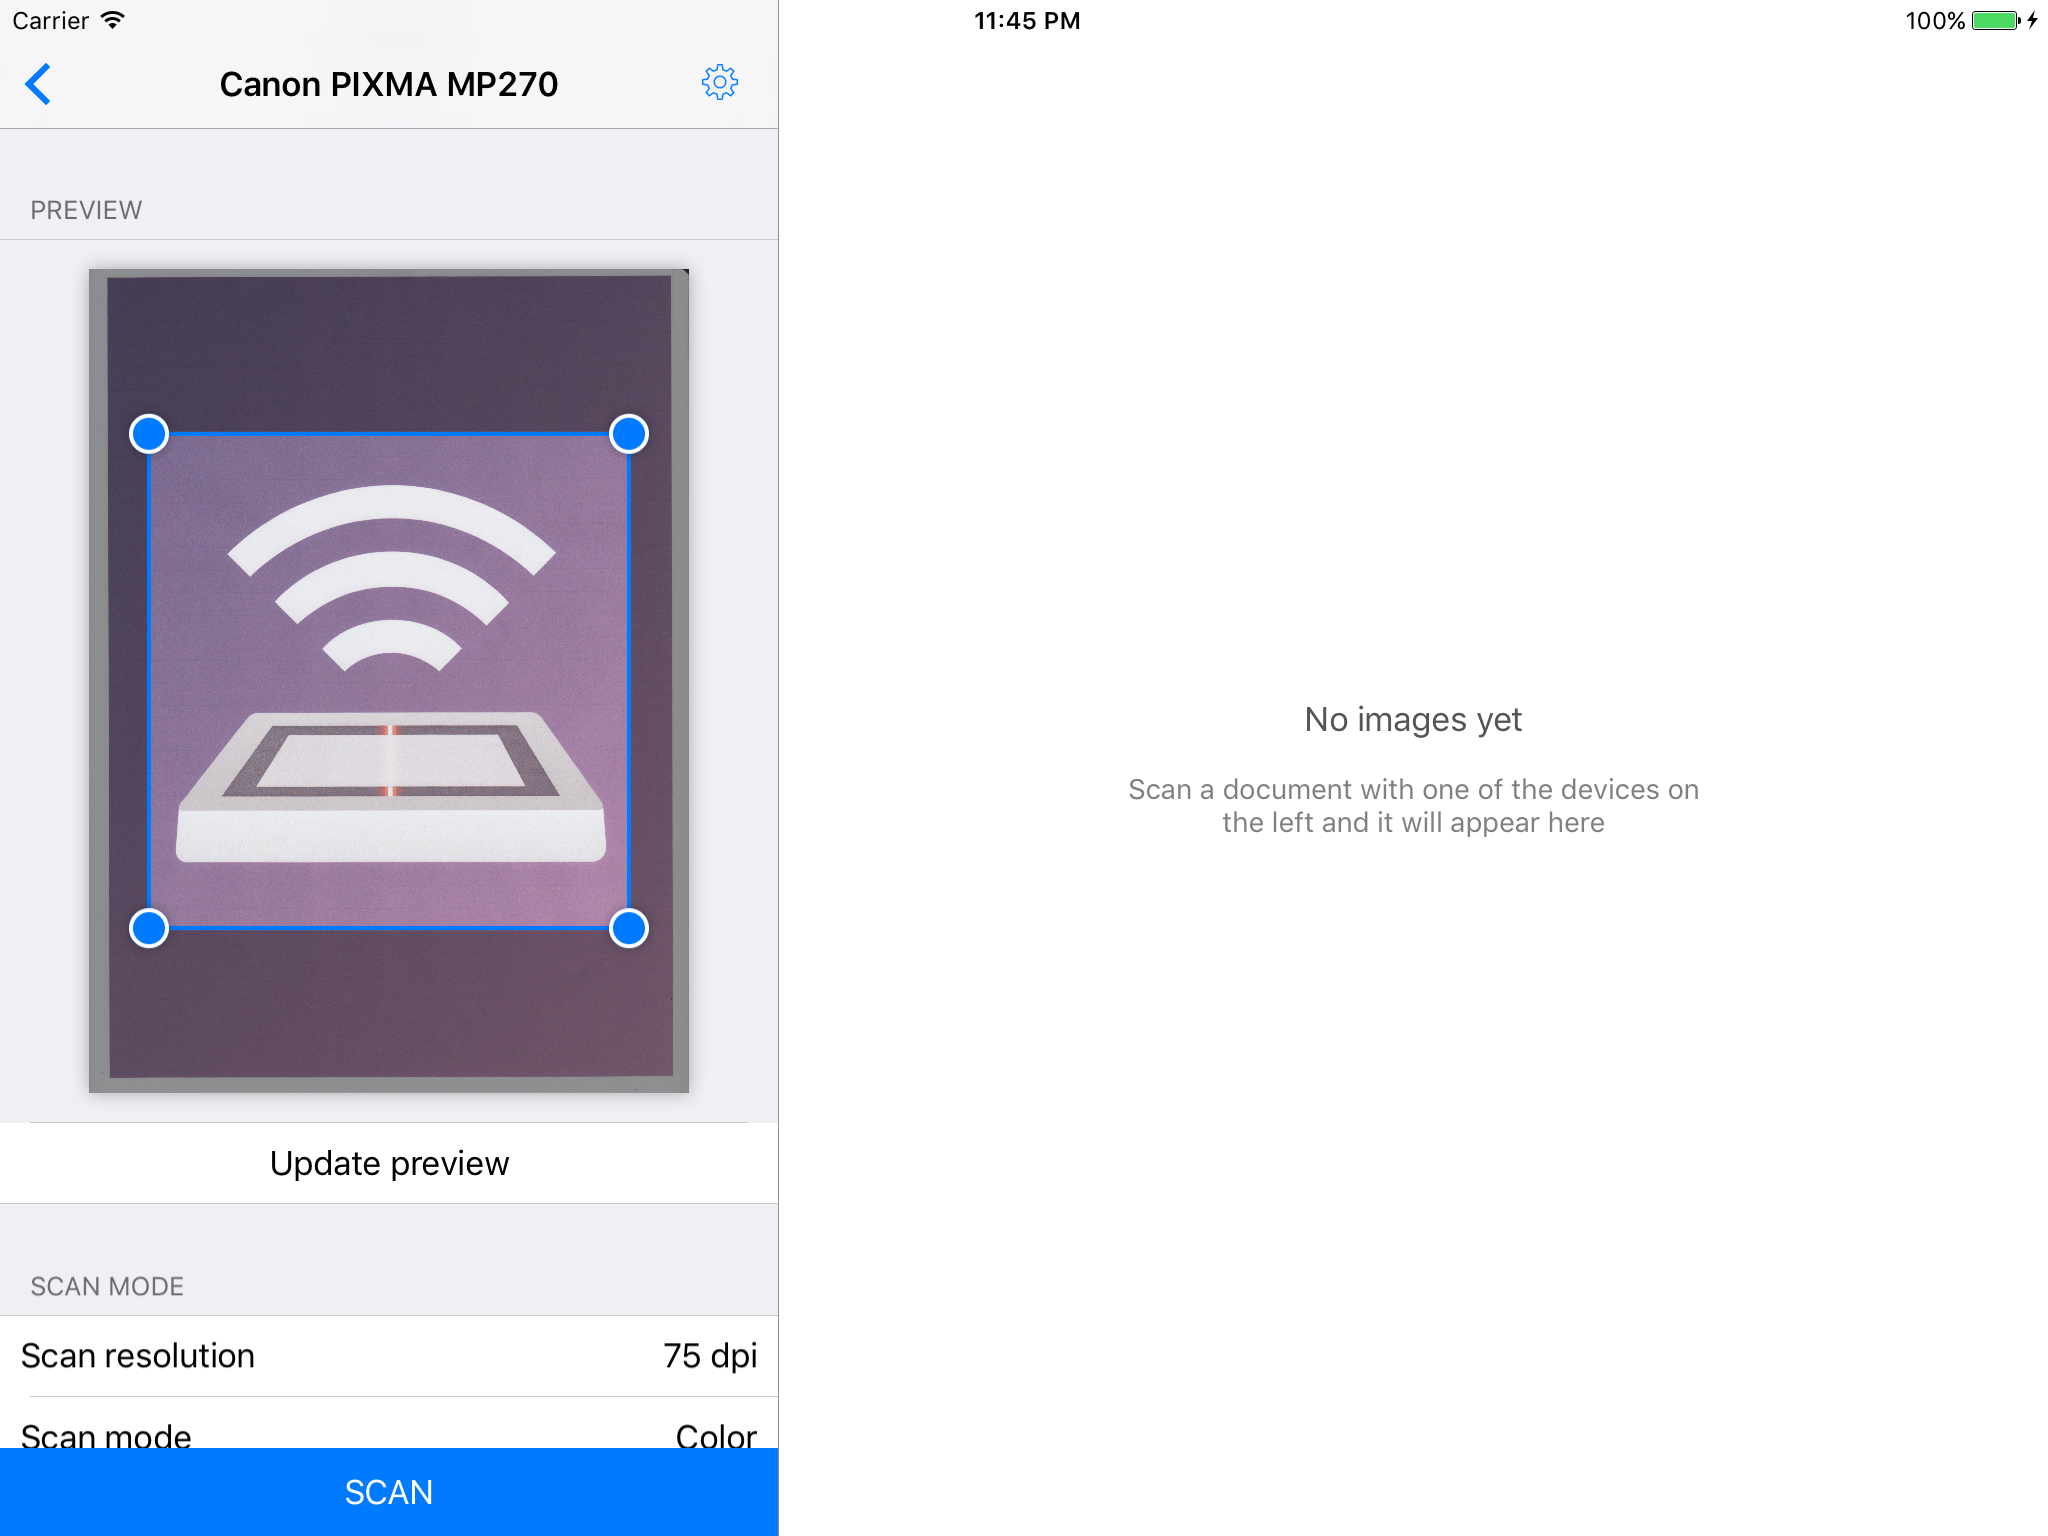 Carrier
11:45 PM
100%
Canon PIXMA MP270
PREVIEW
Update preview
SCAN MODE
Scan resolution 75 dpi
Scan mode Color
SCAN
No images yet
Scan a document with one of the devices on
the left and it will appear here